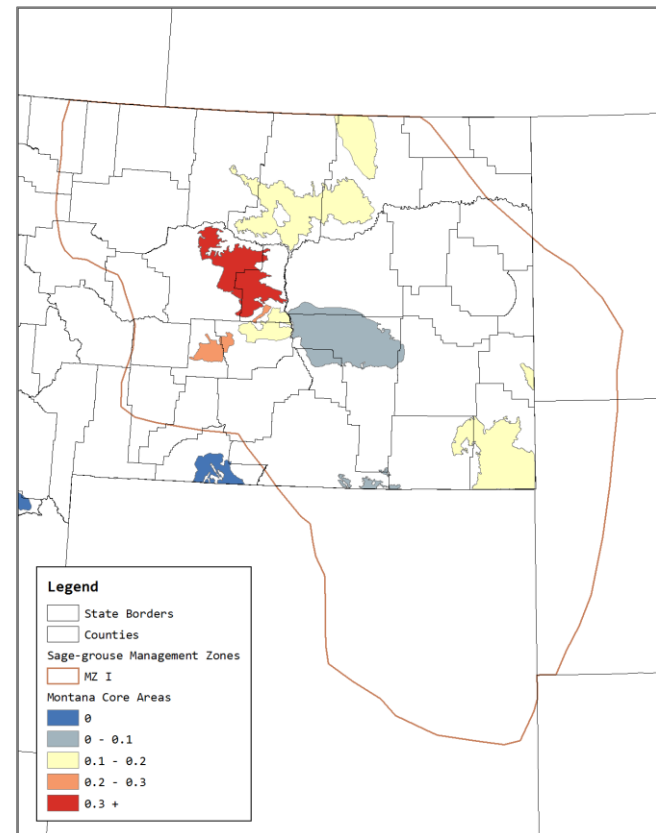 Legend
State Borders
Counties
Sage-grouse Management Zones
MZ I
Montana Core Areas
0
0 - 0.1
0.1 - 0.2
0.2 - 0.3
0.3 +